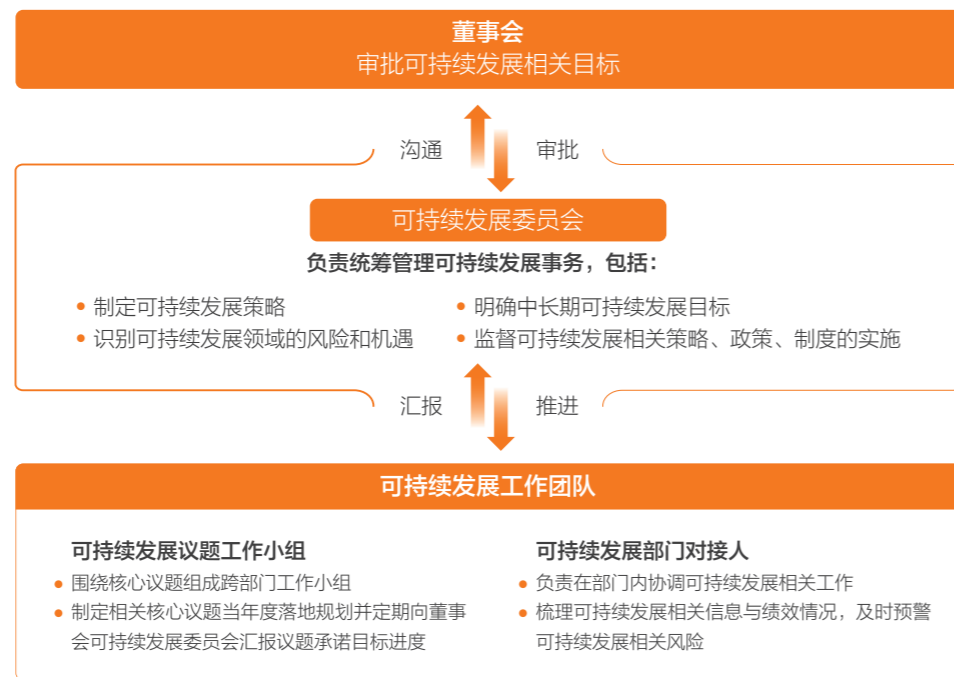 董事会
审批可持续发展相关目标
沟通
审批
可持续发展委员会
负责统筹管理可持续发展事务，包括：
• 制定可持续发展策略
• 识别可持续发展领域的风险和机遇
• 明确中长期可持续发展目标
• 监督可持续发展相关策略、政策、制度的实施
汇报
推进
可持续发展工作团队
可持续发展议题工作小组
• 围绕核心议题组成跨部门工作小组
• 制定相关核心议题当年度落地规划并定期向董事
会可持续发展委员会汇报议题承诺目标进度
可持续发展部门对接人
• 负责在部门内协调可持续发展相关工作
• 梳理可持续发展相关信息与绩效情况，及时预警
可持续发展相关风险